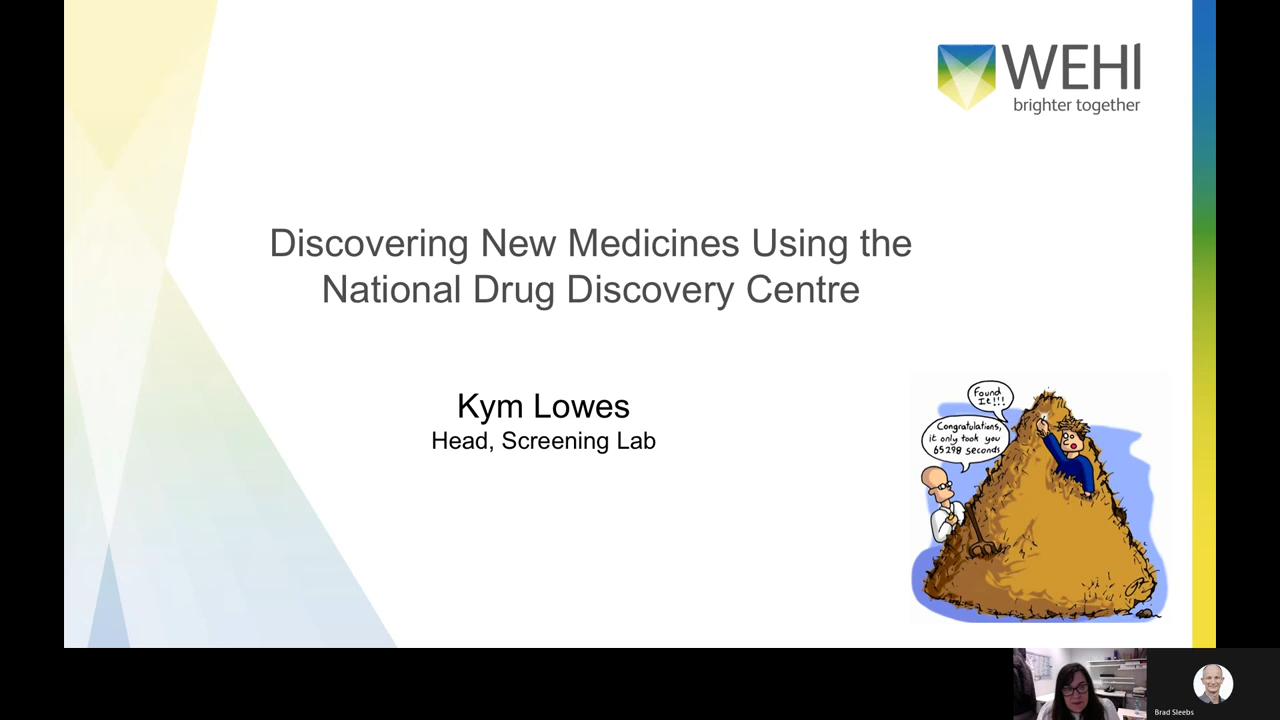 WEHI
brighter together
Discovering New Medicines Using the
National Drug Discovery Centre
Kym Lowes
Head, Screening Lab
Found
It!!!
Congratulations,
it only took you
65298 seconds
Brad Sleebs